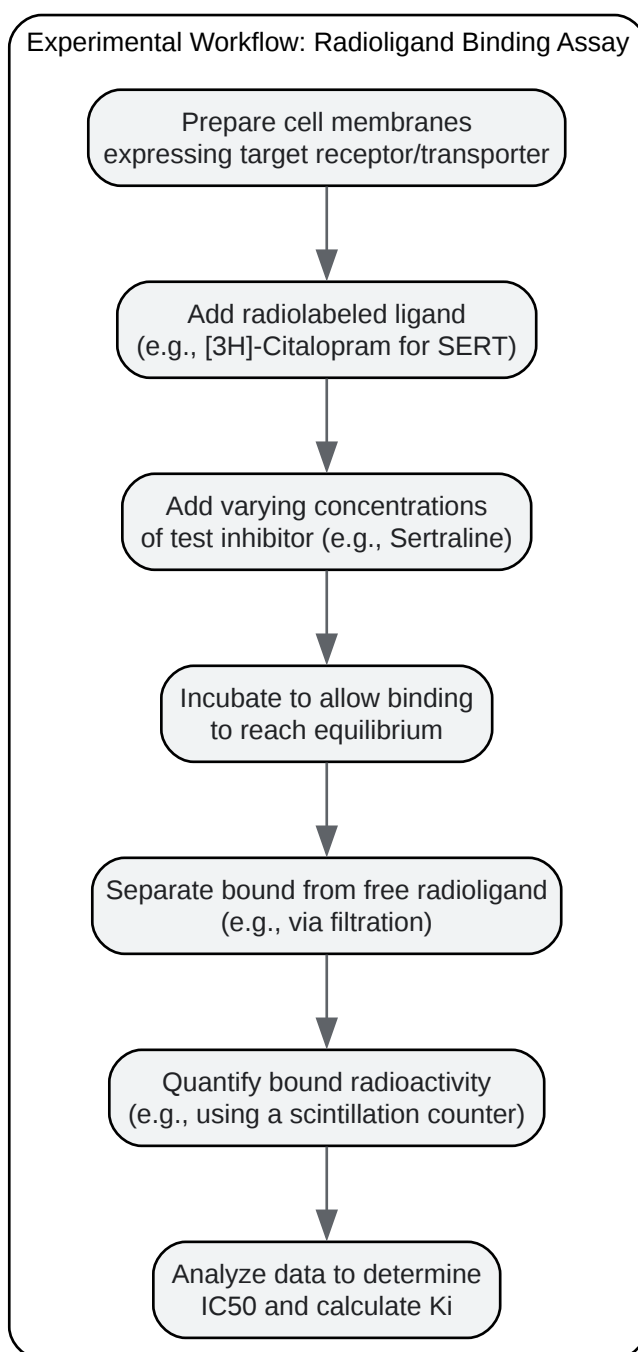 Experimental Workflow: Radioligand Binding Assay
Prepare cell membranes
expressing target receptor/transporter
Add radiolabeled ligand
(e.g., [3H]-Citalopram for SERT)
Add varying concentrations
of test inhibitor (e.g., Sertraline)
Incubate to allow binding
to reach equilibrium
Separate bound from free radioligand
(e.g., via filtration)
Quantify bound radioactivity
(e.g., using a scintillation counter)
Analyze data to determine
IC50 and calculate Ki